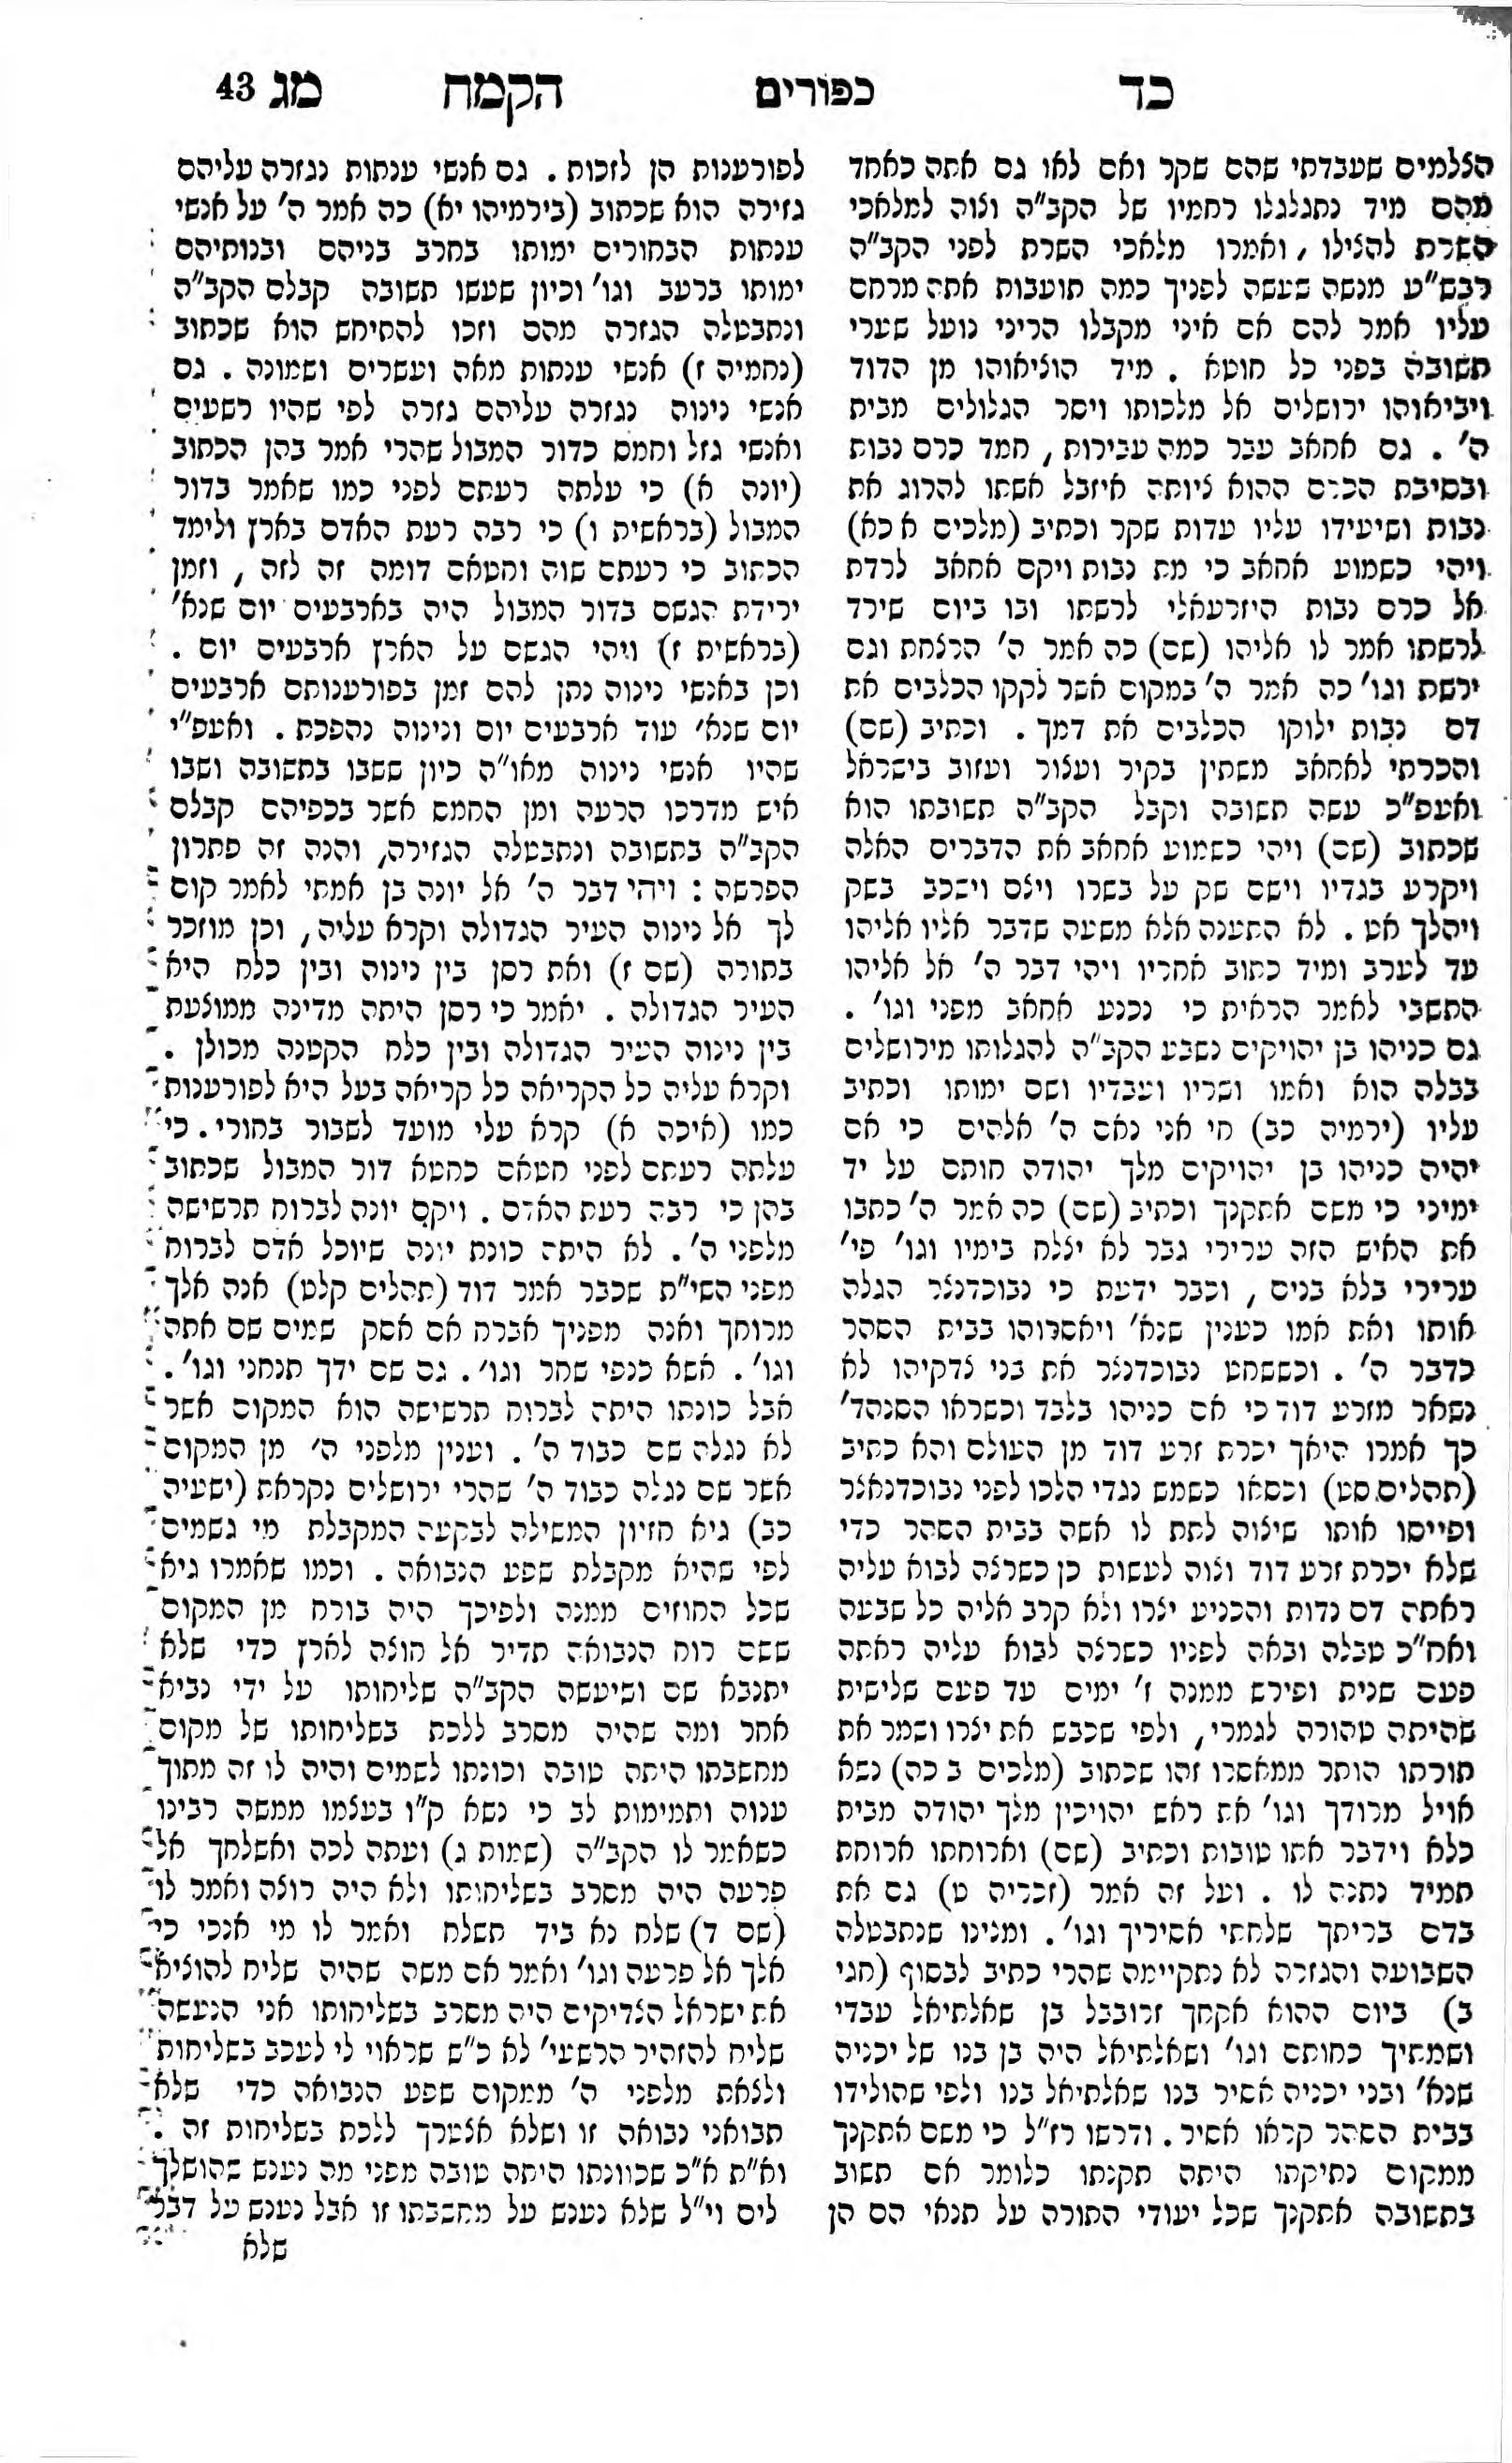 כד כפורים הקמח מג 43
הצלמים שעבדתי שהם שקר ואם לאו גם אתה כאחד
מהם מיד נתגלגלו רחמיו של הקב"ה וצוה למלאכי
השרת להצילו, ואמרו מלאכי השרת לפני הקב"ה
רבש"ע מנשה שעשה לפניך כמה תועבות אתה מרחם
עליו אמר להם אם איני מקבלו הריני נועל שערי
תשובה בפני כל חוטא. מיד הוציאוהו מן הדוד
ויביאוהו ירושלים אל מלכותו ויסר הגלולים מבית
ה'. גם אחאב עבר כמה עבירות, חמד כרם נבות
ובסיבת הכרם ההוא ציותה איזבל אשתו להרוג את
נבות ושיעידו עליו עדות שקר וכתיב (מלכים א כא)
ויהי כשמוע אחאב כי מת נבות ויקם אחאב לרדת
אל כרם נבות היזרעאלי לרשתו ובו ביום שירד
לרשתו אמר לו אליהו (שם) כה אמר ה' הרצחת וגם
ירשת וגו' כה אמר ה' במקום אשר לקקו הכלבים את
דם נבות ילוקו הכלבים את דמך. וכתיב (שם)
והכרתי לאחאב משתין בקיר ועצור ועזוב בישראל
ואעפ"כ עשה תשובה וקבל הקב"ה תשובתו הוא
שכתוב (שם) ויהי כשמוע אחאב את הדברים האלה
ויקרע בגדיו וישם שק על בשרו ויצם וישכב בשק
ויהלך אט. לא התענה אלא משעה שדבר אליו אליהו
עד לערב ומיד כתוב אחריו ויהי דבר ה' אל אליהו
התשבי לאמר הראית כי נכנע אחאב מפני וגו'.
גם כניהו בן יהויקים נשבע הקב"ה להגלותו מירושלים
בבלה הוא ואמו ושריו ועבדיו ושם ימותו וכתיב
עליו (ירמיה כב) חי אני נאם ה' אלהים כי אם
יהיה כניהו בן יהויקים מלך יהודה חותם על יד
ימיני כי משם אתקנך וכתיב (שם) כה אמר ה' כתבו
את האיש הזה ערירי גבר לא יצלח בימיו וגו' פי'
ערירי בלא בנים, וכבר ידעת כי נבוכדנצר הגלה
אותו ואת אמו כענין שנא' ויאסרוהו בבית הסהר
כדבר ה'. וכששחט נבוכדנצר את בני צדקיהו לא
נשאר מזרע דוד כי אם כניהו בלבד וכשראו הסנהד'
כך אמרו היאך יכרת זרע דוד מן העולם והא כתיב
(תהלים סט) וכסאו כשמש נגדי הלכו לפני נבוכדנאצר
ופייסו אותו שיצוה לתת לו אשה בבית הסהר כדי
שלא יכרת זרע דוד וצוה לעשות כן כשרצה לבוא עליה
ראתה דם נדות והכניע יצרו ולא קרב אליה כל שבעה
ואח"כ טבלה ובאה לפניו כשרצה לבוא עליה ראתה
פעם שנית ופירש ממנה ז' ימים עד פעם שלישית
שהיתה טהורה לגמרי, ולפי שכבש את יצרו ושמר את
תורתו הותר ממאסרו זהו שכתוב (מלכים ב כה) נשא
אויל מרודך וגו' את ראש יהויכין מלך יהודה מבית
כלא וידבר אתו טובות וכתיב (שם) וארוחתו ארוחת
תמיד נתנה לו. ועל זה אמר (זכריה ט) גם את
בדם בריתך שלחתי אסיריך וגו'. ומנינו שנתבטלה
השבועה והגזרה לא נתקיימה שהרי כתיב לבסוף (חגי
ב) ביום ההוא אקחך זרובבל בן שאלתיאל עבדי
ושמתיך כחותם וגו' ושאלתיאל היה בן בנו של יכניה
שנא' ובני יכניה אסיר בנו שאלתיאל בנו ולפי שהולידו
בבית הסהר קראו אסיר. ודרשו רז"ל כי משם אתקנך
ממקום נתיקתו היתה תקנתו כלומר אם תשוב
בתשובה אתקנך שכל יעודי התורה על תנאי הם הן
לפורענות הן לזכות. גם אנשי ענתות נגזרה עליהם
גזירה הוא שכתוב (בירמיהו יא) כה אמר ה' על אנשי
ענתות הבחורים ימותו בחרב בניהם ובנותיהם
ימותו ברעב וגו' וכיון שעשו תשובה קבלם הקב"ה
ונתבטלה הגזרה מהם וזכו להתיחש הוא שכתוב
(נחמיה ז) אנשי ענתות מאה ועשרים ושמונה. גם
אנשי נינוה נגזרה עליהם גזרה לפי שהיו רשעים
ואנשי גזל וחמס כדור המבול שהרי אמר בהן הכתוב
(יונה א) כי עלתה רעתם לפני כמו שאמר בדור
המבול (בראשית ו) כי רבה רעת האדם בארץ ולימד
הכתוב כי רעתם שוה וחטאם דומה זה לזה, וזמן
ירידת הגשם בדור המבול היה בארבעים יום שנא'
(בראשית ז) ויהי הגשם על הארץ ארבעים יום.
וכן באנשי נינוה נתן להם זמן בפורענותם ארבעים
יום שנא' עוד ארבעים יום ונינוה נהפכת. ואעפ"י
שהיו אנשי נינוה מאו"ה כיון ששבו בתשובה ושבו
איש מדרכו הרעה ומן החמס אשר בכפיהם קבלם
הקב"ה בתשובה ונתבטלה הגזירה, והנה זה פתרון
הפרשה: ויהי דבר ה' אל יונה בן אמתי לאמר קום
לך אל נינוה העיר הגדולה וקרא עליה, וכן מוזכר
בתורה (שם ז) ואת רסן בין נינוה ובין כלח היא
העיר הגדולה. יאמר כי רסן היתה מדינה ממוצעת
בין נינוה העיר הגדולה ובין כלח הקטנה מכולן.
וקרא עליה כל הקריאה כל קריאה בעל היא לפורענות
כמו (איכה א) קרא עלי מועד לשבור בחורי. כי
עלתה רעתם לפני חטאם כחטא דור המבול שכתוב
בהן כי רבה רעת האדם. ויקם יונה לברוח תרשישה
מלפני ה'. לא היתה כונת יונה שיוכל אדם לברוח
מפני השי"ת שכבר אמר דוד (תהלים קלט) אנה אלך
מרוחך ואנה מפניך אברח אם אסק שמים שם אתה
וגו'. אשא כנפי שחר וגו'. גם שם ידך תנחני וגו'.
אבל כונתו היתה לברוח תרשישה הוא המקום אשר
לא נגלה שם כבוד ה'. וענין מלפני ה' מן המקום
אשר שם נגלה כבוד ה' שהרי ירושלים נקראת (ישעיה
כב) גיא חזיון המשילה לבקעה המקבלת מי גשמים
לפי שהיא מקבלת שפע הנבואה. וכמו שאמרו גיא
שכל החוזים ממנה ולפיכך היה בורח מן המקום
ששם רוח הנבואה תדיר אל חוצה לארץ כדי שלא
יתנבא שם ושיעשה הקב"ה שליחותו על ידי נביא
אחר ומה שהיה מסרב ללכת בשליחותו של מקום
מחשבתו היתה טובה וכונתו לשמים והיה לו זה מתוך
ענוה ותמימות לב כי נשא ק"ו בעצמו ממשה רבינו
כשאמר לו הקב"ה (שמות ג) ועתה לכה ואשלחך אל
פרעה היה מסרב בשליחותו ולא היה רוצה ואמר לו
(שם ד) שלח נא ביד תשלח ואמר לו מי אנכי כי
אלך אל פרעה וגו' ואמר אם משה שהיה שליח להוציא
את ישראל הצדיקים היה מסרב בשליחותו אני הנעשה
שליח להזהיר הרשעי' לא כ"ש שראוי לי לעכב בשליחות
ולצאת מלפני ה' ממקום שפע הנבואה כדי שלא
תבואני נבואה זו ושלא אצטרך ללכת בשליחות זה.
וא"ת א"כ שכוונתו היתה טובה מפני מה נענש שהושלך
לים וי"ל שלא נענש על מחשבתו זו אבל נענש על דבר
שלא